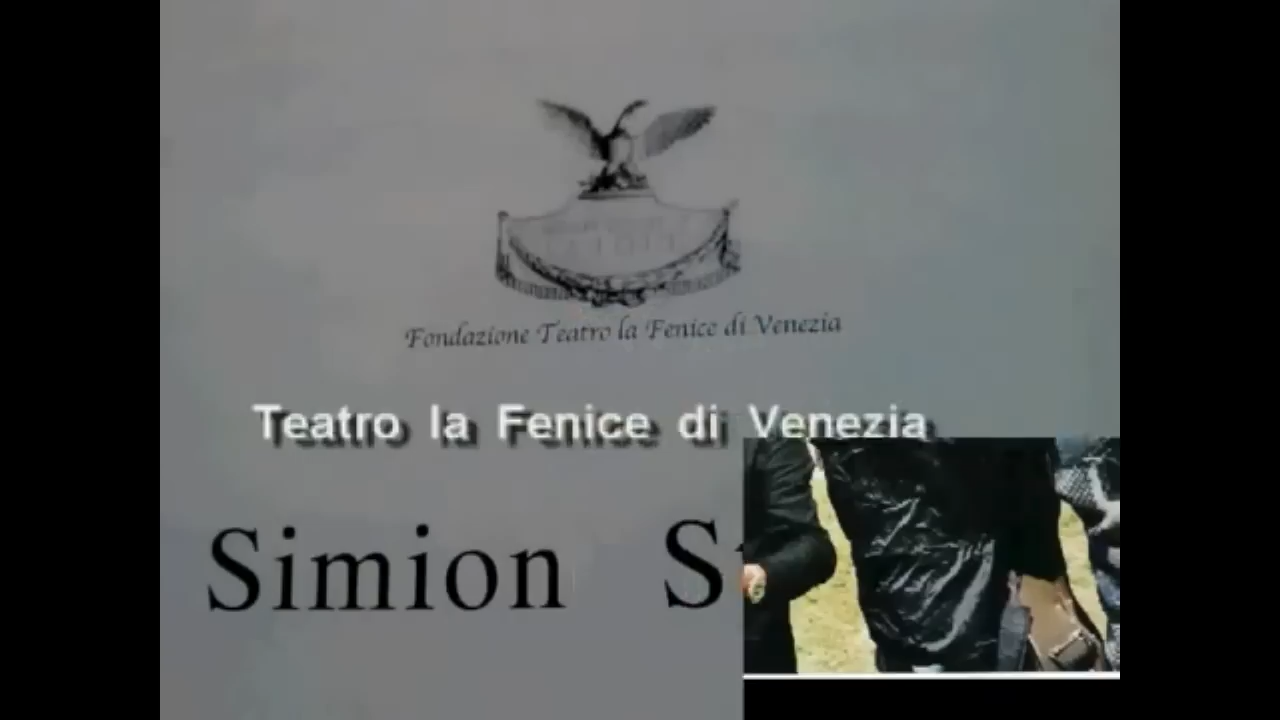 Fondazione Teatro la Fenice di Venezia
Teatro la Fenice di Venezia
Simion